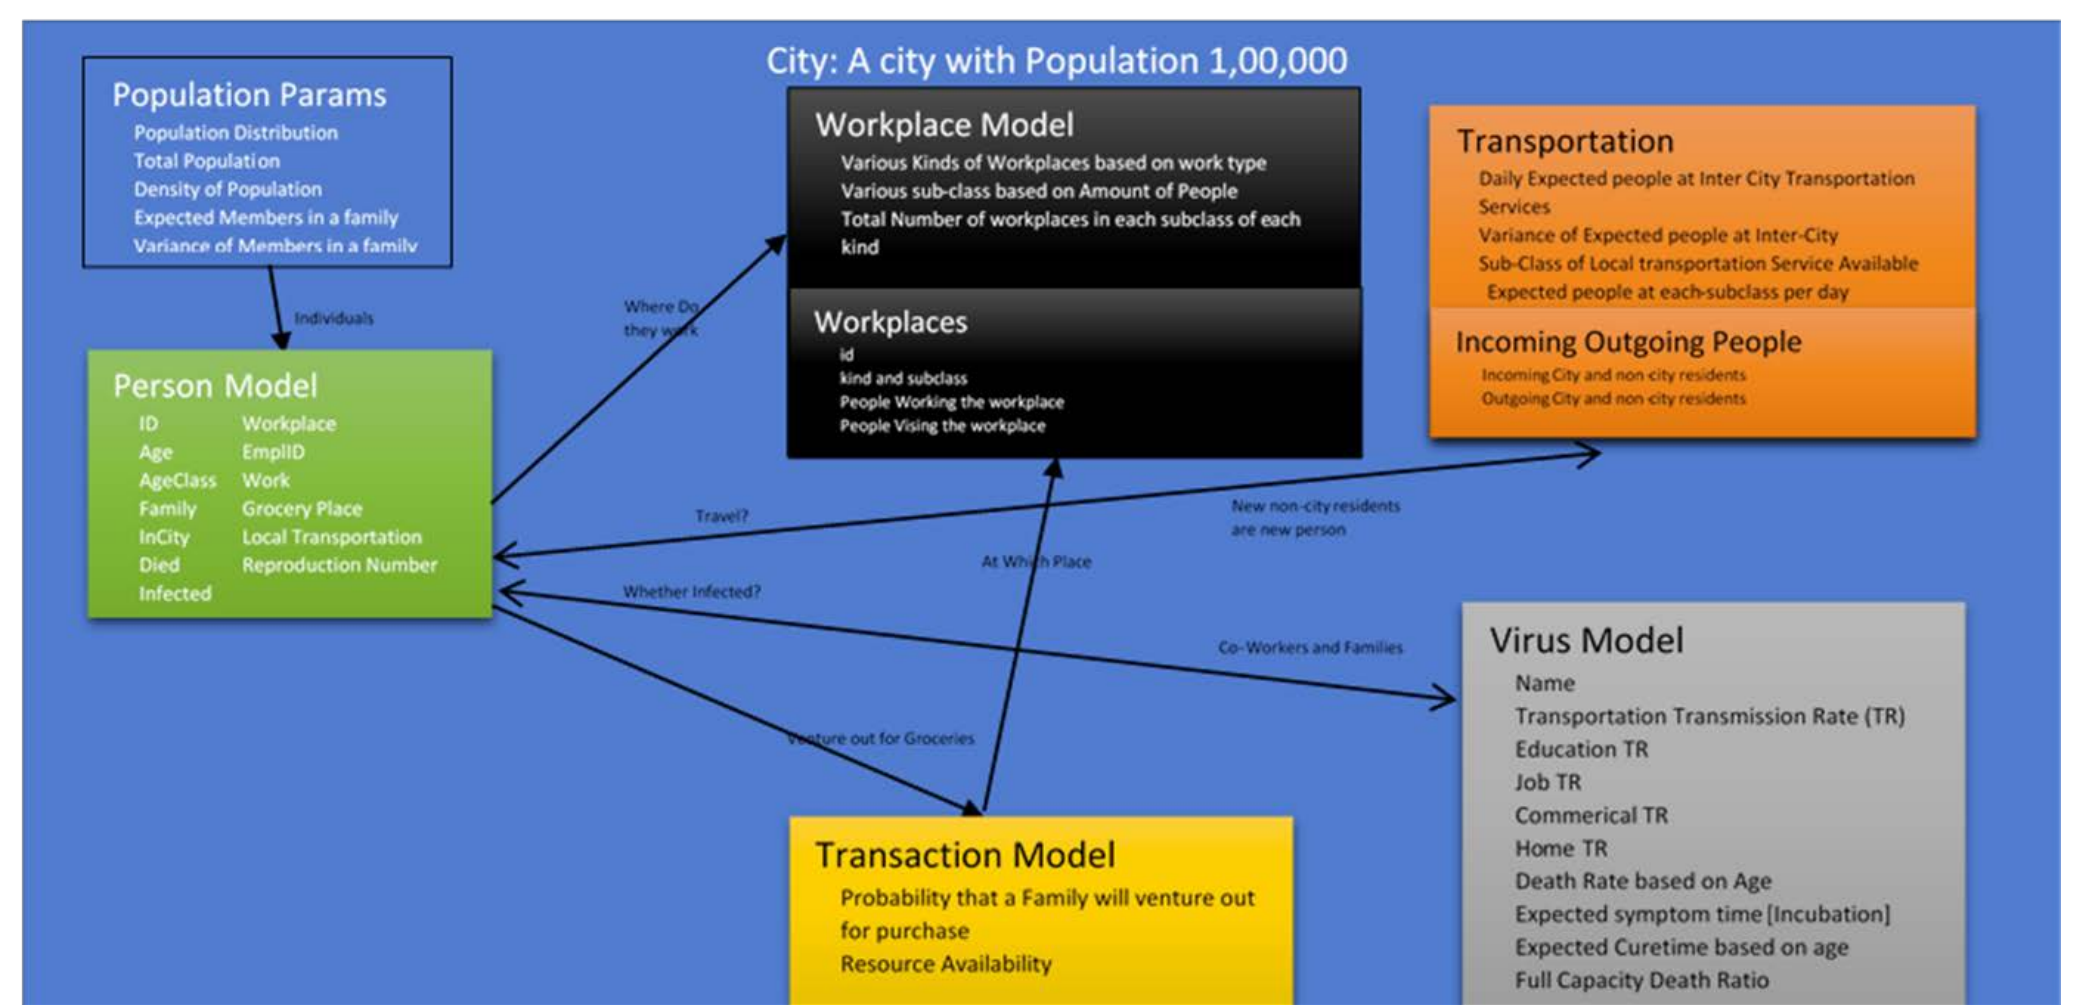 City: A city with Population 1,00,000
Population Params
Population Distribution
Total Population
Density of Population
Expected Members in a family
Variance of Members in a family
Individuals
Person Model
ID
Age
AgeClass
Family
InCity
Died
Infected
Workplace
EmplID
Work
Grocery Place
Local Transportation
Reproduction Number
Where Do
they work
Workplace Model
Various Kinds of Workplaces based on work type
Various sub-class based on Amount of People
Total Number of workplaces in each subclass of each
kind
Workplaces
id
kind and subclass
People Working the workplace
People Vising the workplace
Transportation
Daily Expected people at Inter City Transportation
Services
Variance of Expected people at Inter-City
Sub-Class of Local transportation Service Available
Expected people at each-subclass per day
Incoming Outgoing People
Incoming City and non-city residents
Outgoing City and non-city residents
Travel?
New non-city residents
are new person
At Which Place
Whether Infected?
Co-Workers and Families
Venture out for Groceries
Transaction Model
Probability that a Family will venture out
for purchase
Resource Availability
Virus Model
Name
Transportation Transmission Rate (TR)
Education TR
Job TR
Commerical TR
Home TR
Death Rate based on Age
Expected symptom time [Incubation]
Expected Curetime based on age
Full Capacity Death Ratio